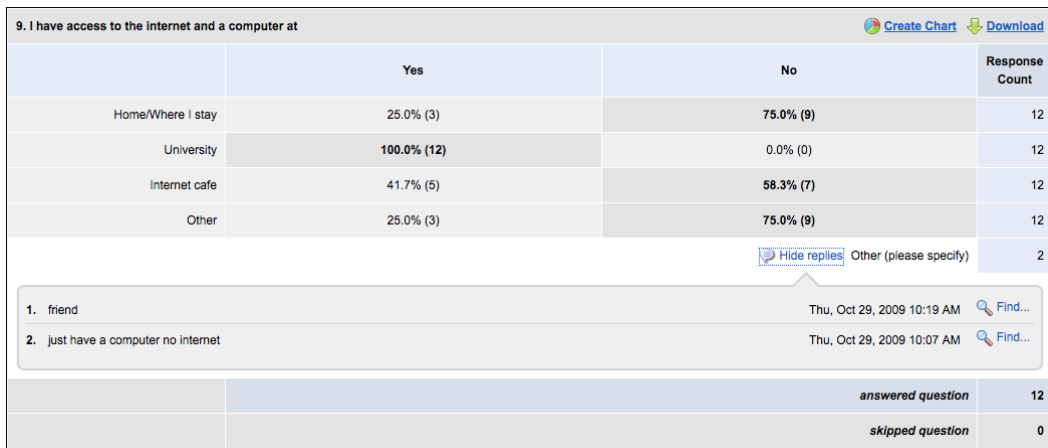 9. I have access to the internet and a computer at Create Chart Download
Yes No Response Count
Home/Where I stay 25.0% (3) 75.0% (9) 12
University 100.0% (12) 0.0% (0) 12
Internet cafe 41.7% (5) 58.3% (7) 12
Other 25.0% (3) 75.0% (9) 12
Hide replies Other (please specify) 2
1. friend Thu, Oct 29, 2009 10:19 AM Find...
2. just have a computer no internet Thu, Oct 29, 2009 10:07 AM Find...
answered question 12
skipped question 0